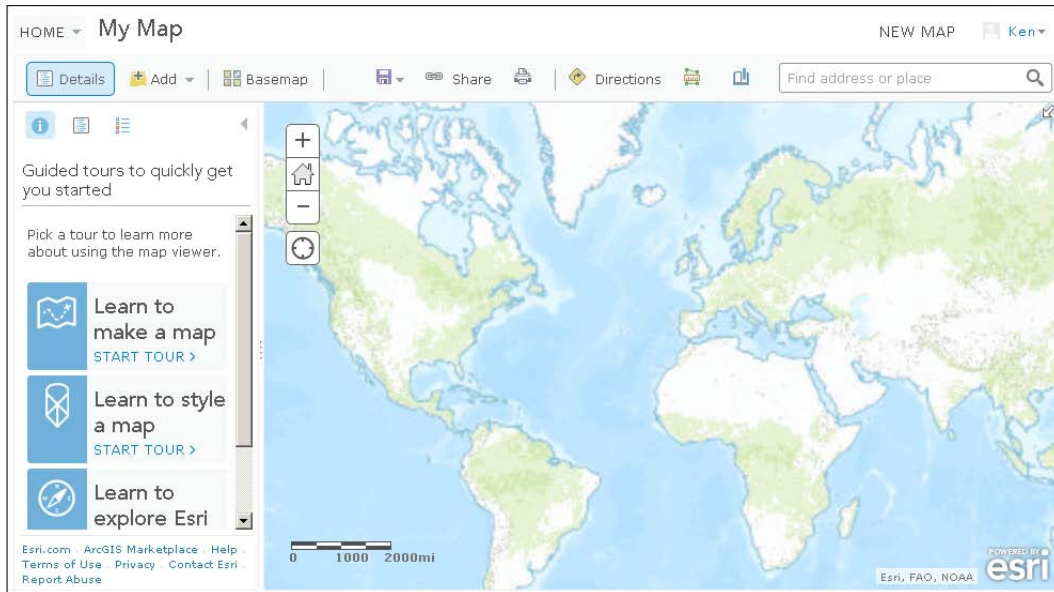 HOME My Map NEW MAP Ken
Details Add Basemap Share Directions Find address or place
Guided tours to quickly get
you started
Pick a tour to learn more
about using the map viewer.
Learn to
make a map
START TOUR >
Learn to style
a map
START TOUR >
Learn to
explore Esri
Esri.com . ArcGIS Marketplace . Help .
Terms of Use . Privacy . Contact Esri .
Report Abuse
+
−
0 1000 2000mi
Esri, FAO, NOAA
POWERED BY
esri